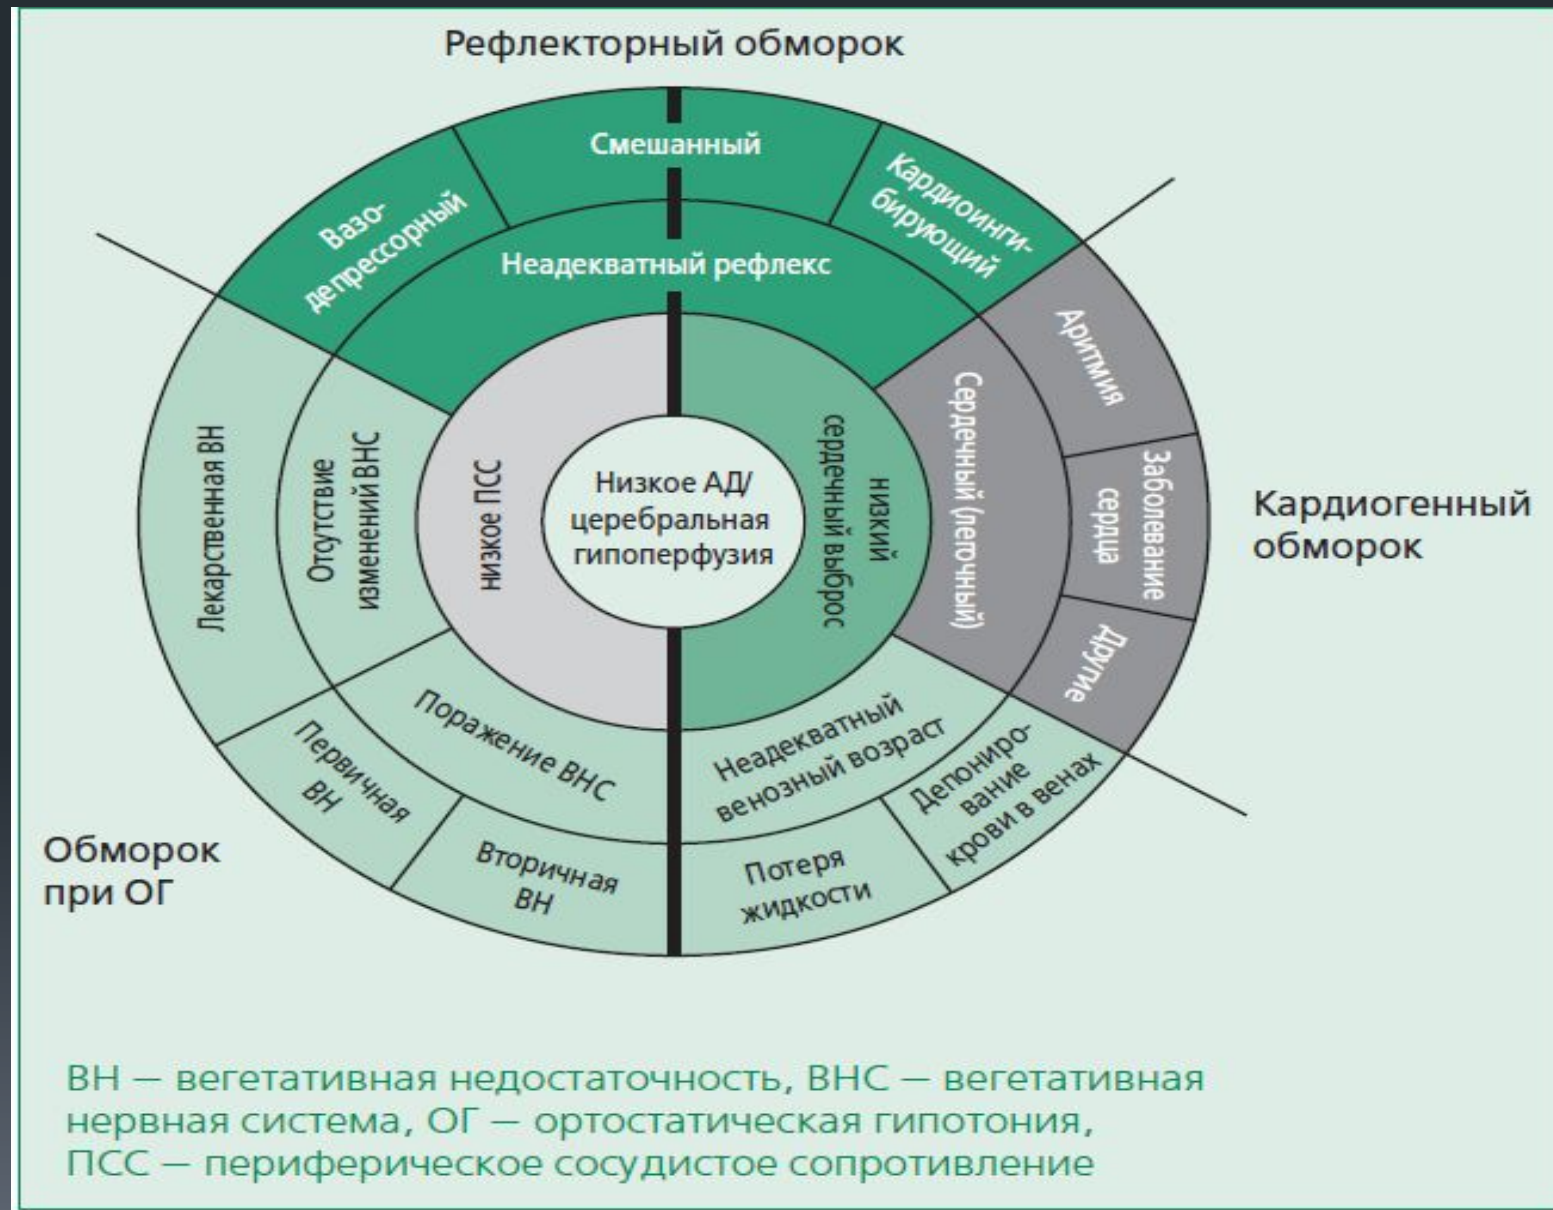 Рефлекторный обморок
Смешанный
Вазо-
депрессорный
Кардиоинги-
бирующий
Неадекватный рефлекс
Аритмия
Заболевание
сердца
Другие
Сердечный (легочный)
Кардиогенный
обморок
Лекарственная ВН
Отсутствие
изменений ВНС
низкое ПСС
Низкое АД/
церебральная
гипоперфузия
низкий
сердечный выброс
Поражение ВНС
Неадекватный
венозный возраст
Первичная
ВН
Вторичная
ВН
Потеря
жидкости
Депониро-
вание
крови в венах
Обморок
при ОГ
ВН — вегетативная недостаточность, ВНС — вегетативная
нервная система, ОГ — ортостатическая гипотония,
ПСС — периферическое сосудистое сопротивление